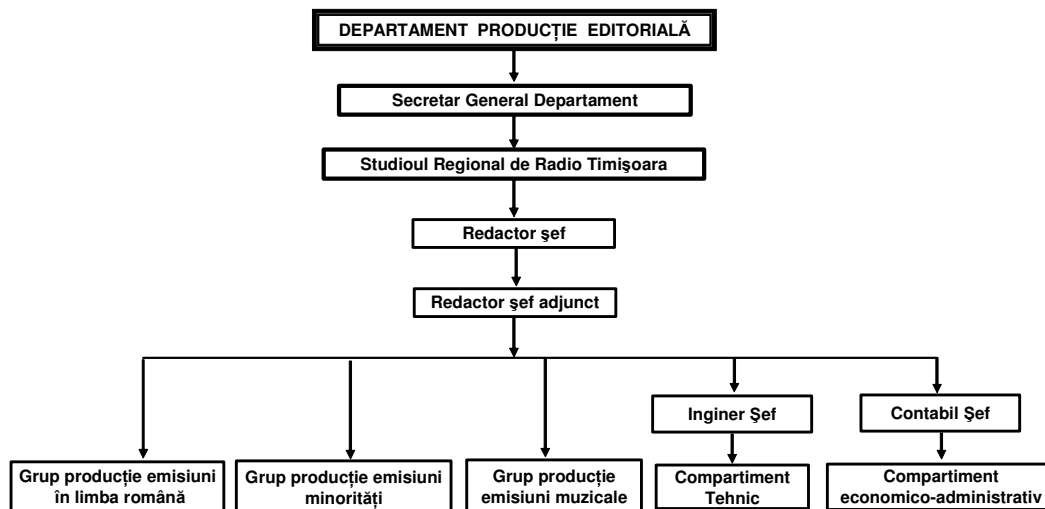 DEPARTAMENT PRODUCȚIE EDITORIALĂ
Secretar General Departament
Studioul Regional de Radio Timişoara
Redactor şef
Redactor şef adjunct
Inginer Şef
Contabil Şef
Grup producție emisiuni
în limba română
Grup producție emisiuni
minorități
Grup producție
emisiuni muzicale
Compartiment
Tehnic
Compartiment
economico-administrativ